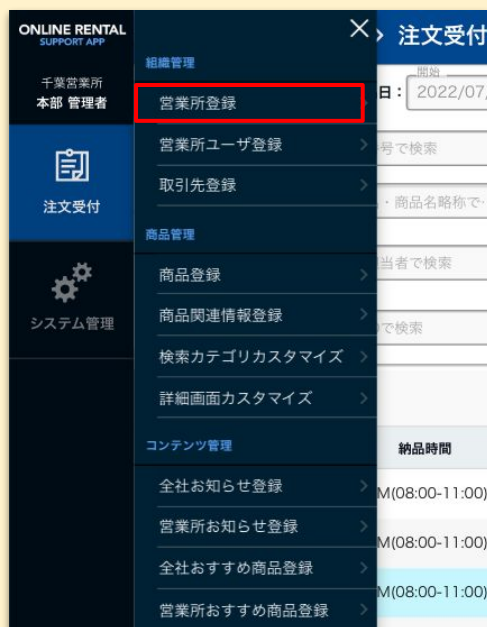 ONLINE RENTAL
SUPPORT APP
千葉営業所
本部 管理者
注文受付
システム管理
組織管理
営業所登録
営業所ユーザ登録
取引先登録
商品管理
商品登録
商品関連情報登録
検索カテゴリカスタマイズ
詳細画面カスタマイズ
コンテンツ管理
全社お知らせ登録
営業所お知らせ登録
全社おすすめ商品登録
営業所おすすめ商品登録
注文受付
開始
日：
2022/07/
号で検索
・商品名略称で･
当者で検索
で検索
納品時間
M(08:00-11:00)
M(08:00-11:00)
M(08:00-11:00)